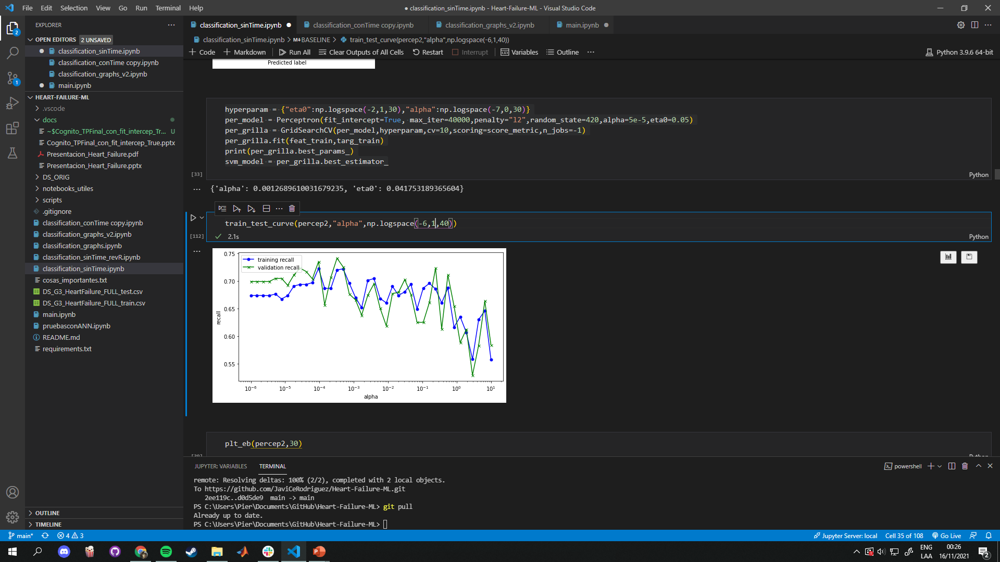 File Edit Selection View Go Run Terminal Help
● classification_sinTime.ipynb - Heart-Failure-ML - Visual Studio Code
EXPLORER
OPEN EDITORS 2 UNSAVED
classification_sinTime.ipynb
classification_conTime copy.ipynb
classification_graphs_v2.ipynb
main.ipynb
HEART-FAILURE-ML
.vscode
docs
~$Cognito_TPFinal_con_fit_intercep_Tr... U
Cognito_TPFinal_con_fit_intercep_True.pptx
Presentacion_Heart_Failure.pdf
Presentacion_Heart_Failure.pptx
DS_ORIG
notebooks_utiles
scripts
.gitignore
classification_conTime copy.ipynb
classification_graphs_v2.ipynb
classification_graphs.ipynb
classification_sinTime_revR.ipynb
classification_sinTime.ipynb
cosas_importantes.txt
DS_G3_HeartFailure_FULL_test.csv
DS_G3_HeartFailure_FULL_train.csv
main.ipynb
pruebasconANN.ipynb
README.md
requirements.txt
OUTLINE
TIMELINE
2
1
classification_sinTime.ipynb ● classification_conTime copy.ipynb classification_graphs_v2.ipynb main.ipynb ●
classification_sinTime.ipynb > M↓BASELINE > train_test_curve(percep2,"alpha",np.logspace(-6,1,40))
+ Code + Markdown Run All Clear Outputs of All Cells Restart Interrupt Variables Outline ···
Python 3.9.6 64-bit
Predicted label
hyperparam = {"eta0":np.logspace(-2,1,30),"alpha":np.logspace(-7,0,30)}
per_model = Perceptron(fit_intercept=True, max_iter=40000,penalty="l2",random_state=420,alpha=5e-5,eta0=0.05)
per_grilla = GridSearchCV(per_model,hyperparam,cv=10,scoring=score_metric,n_jobs=-1)
per_grilla.fit(feat_train,targ_train)
print(per_grilla.best_params_)
svm_model = per_grilla.best_estimator_
[33]
Python
{'alpha': 0.0012689610031679235, 'eta0': 0.041753189365604}
train_test_curve(percep2,"alpha",np.logspace(-6,1,40))
[112] ✓ 2.1s
Python
training recall
validation recall
0.75
0.70
0.65
0.60
0.55
recall
10⁻⁶ 10⁻⁵ 10⁻⁴ 10⁻³ 10⁻² 10⁻¹ 10⁰ 10¹
alpha
plt_eb(percep2,30)
Python
JUPYTER: VARIABLES TERMINAL
powershell
remote: Resolving deltas: 100% (2/2), completed with 2 local objects.
To https://github.com/JaviCeRodriguez/Heart-Failure-ML.git
2ee119c..d0d5de9 main -> main
PS C:\Users\Pier\Documents\GitHub\Heart-Failure-ML> git pull
Already up to date.
PS C:\Users\Pier\Documents\GitHub\Heart-Failure-ML>
main* 4 3
Jupyter Server: local Cell 35 of 108 Go Live
ENG
LAA
00:26
16/11/2021
2